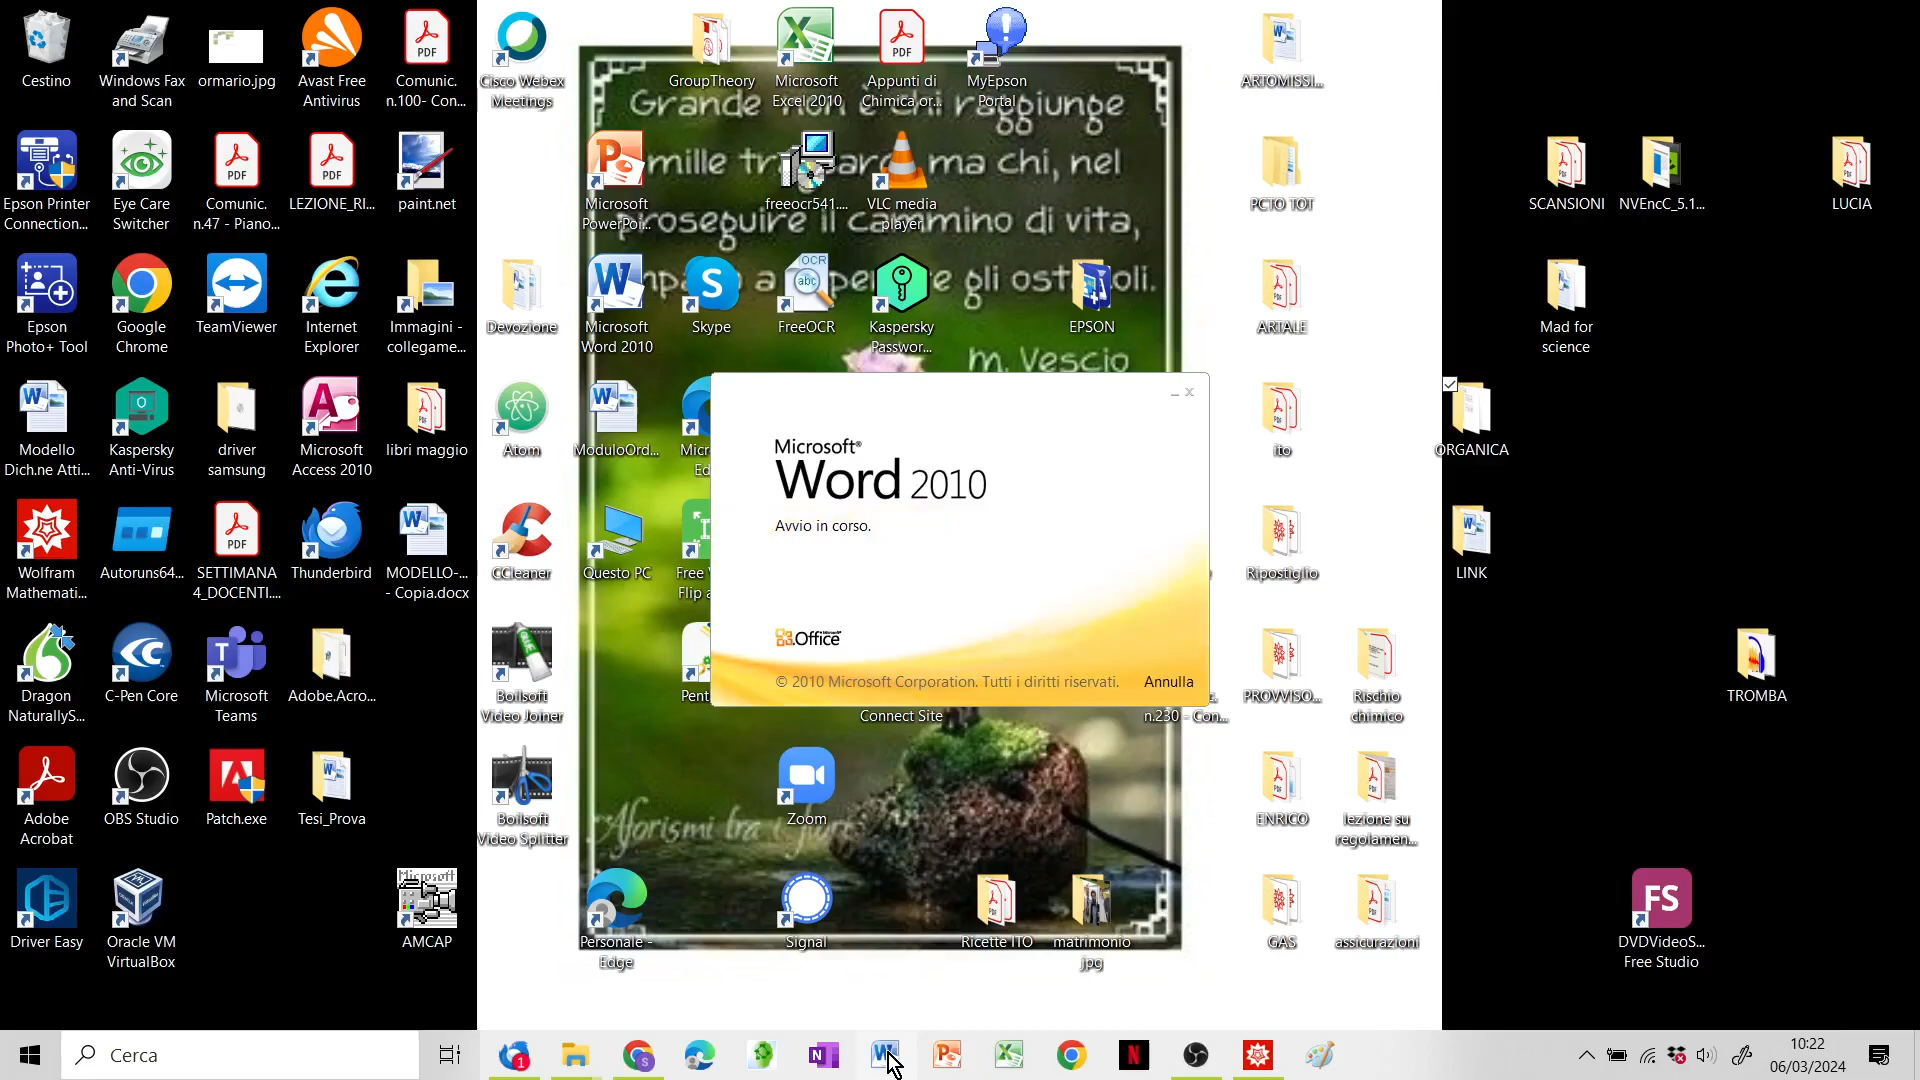 Cestino
Windows Fax
and Scan
ormario.jpg
Avast Free
Antivirus
Comunic.
n.100- Con...
Cisco Webex
Meetings
GroupTheory
Microsoft
Excel 2010
Appunti di
Chimica or...
MyEpson
Portal
ARTOMISSI...
Grande non è chi raggiunge
Epson Printer
Connection...
Eye Care
Switcher
Comunic.
n.47 - Piano...
LEZIONE_RI...
paint.net
Microsoft
PowerPoi...
freeocr541....
VLC media
player
PCTO TOT
SCANSIONI
NVEncC_5.1...
LUCIA
ma chi, nel
proseguire il cammino di vita,
Epson
Photo+ Tool
Google
Chrome
TeamViewer
Internet
Explorer
Immagini -
collegame...
Devozione
Microsoft
Word 2010
Skype
FreeOCR
Kaspersky
Passwor...
EPSON
ARTALE
Mad for
science
M. Vescio
Modello
Dich.ne Atti...
Kaspersky
Anti-Virus
driver
samsung
Microsoft
Access 2010
libri maggio
Atom
ModuloOrd...
ito
ORGANICA
Microsoft®
Word 2010
Avvio in corso.
Microsoft®
Office
© 2010 Microsoft Corporation. Tutti i diritti riservati.
Annulla
Wolfram
Mathemati...
Autoruns64...
SETTIMANA
4_DOCENTI....
Thunderbird
MODELLO-...
- Copia.docx
CCleaner
Questo PC
Ripostiglio
LINK
Dragon
NaturallyS...
C-Pen Core
Microsoft
Teams
Adobe.Acro...
Boilsoft
Video Joiner
Connect Site
n.230 - Con...
PROVVISO...
Rischio
chimico
TROMBA
Adobe
Acrobat
OBS Studio
Patch.exe
Tesi_Prova
Boilsoft
Video Splitter
Zoom
ENRICO
lezione su
regolamen...
Aforismi tra i fiori
Driver Easy
Oracle VM
VirtualBox
AMCAP
Personale -
Edge
Signal
Ricette ITO
matrimonio
jpg
GAS
assicurazioni
DVDVideoS...
Free Studio
Cerca
10:22
06/03/2024